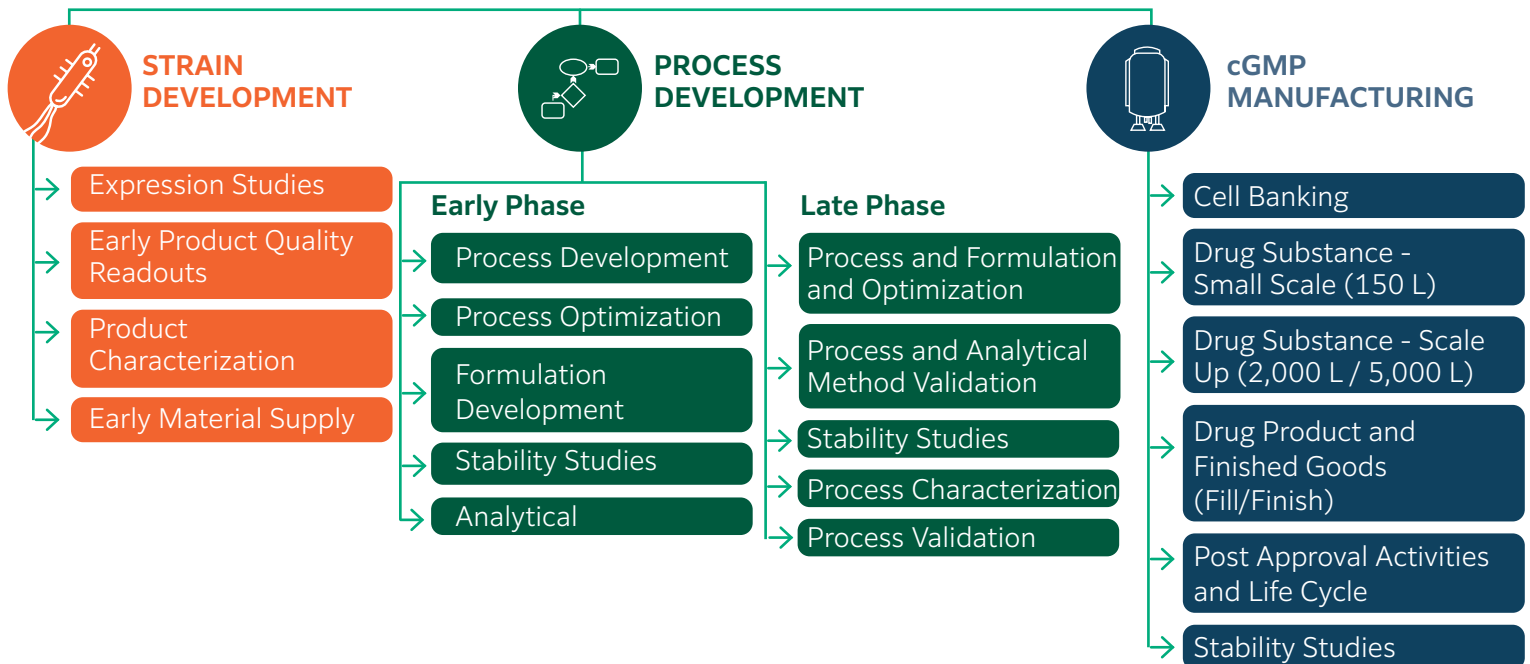 STRAIN
DEVELOPMENT
Expression Studies
Early Product Quality
Readouts
Product
Characterization
Early Material Supply
PROCESS
DEVELOPMENT
Early Phase
Process Development
Process Optimization
Formulation
Development
Stability Studies
Analytical
Late Phase
Process and Formulation
and Optimization
Process and Analytical
Method Validation
Stability Studies
Process Characterization
Process Validation
cGMP
MANUFACTURING
Cell Banking
Drug Substance -
Small Scale (150 L)
Drug Substance - Scale
Up (2,000 L / 5,000 L)
Drug Product and
Finished Goods
(Fill/Finish)
Post Approval Activities
and Life Cycle
Stability Studies